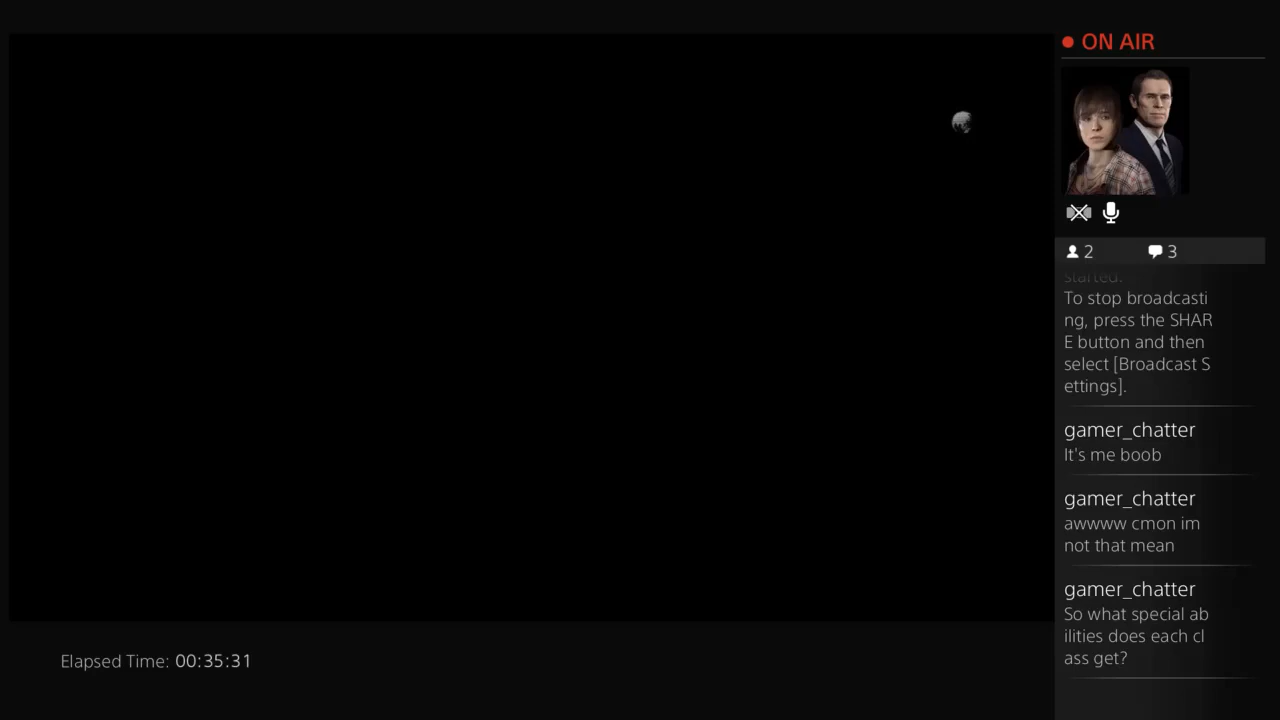 ON AIR
2
3
started.
To stop broadcasti
ng, press the SHAR
E button and then
select [Broadcast S
ettings].
gamer_chatter
It's me boob
gamer_chatter
awwww cmon im
not that mean
gamer_chatter
So what special ab
ilities does each cl
ass get?
Elapsed Time: 00:35:31